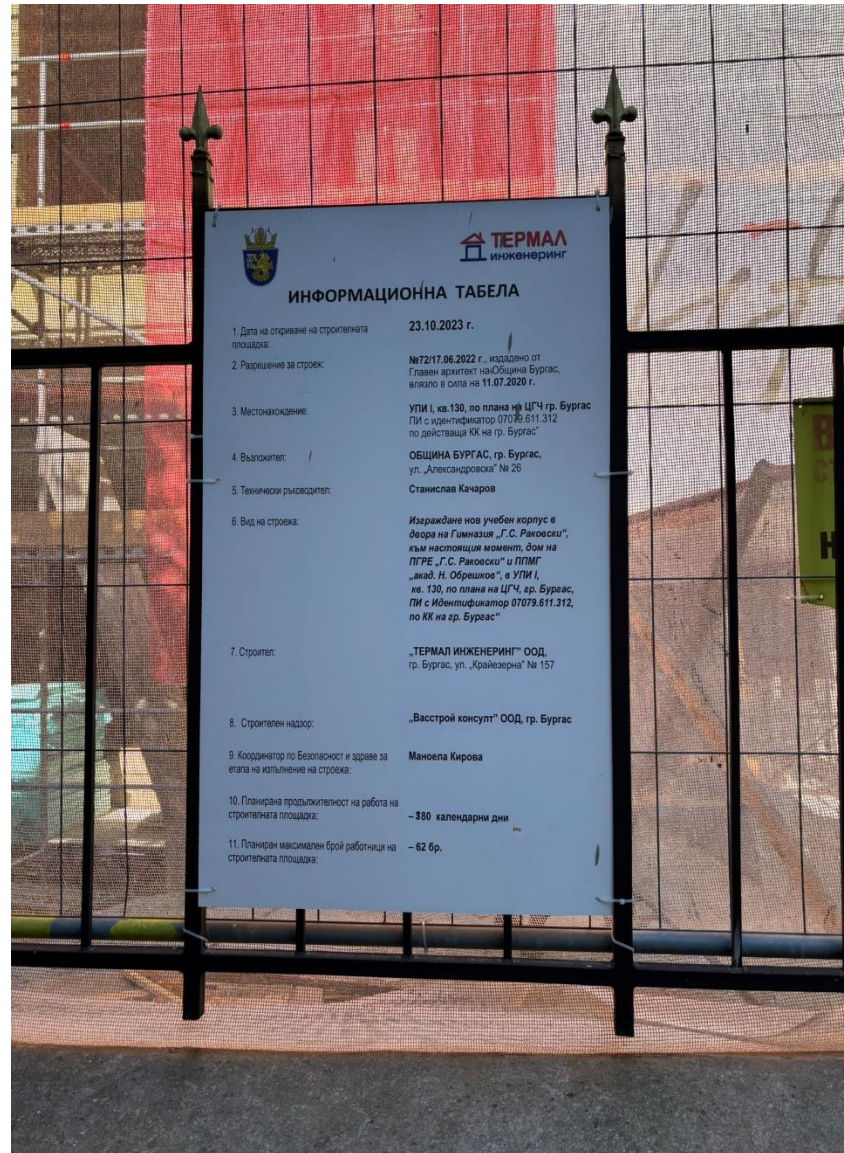 ТЕРМАЛ
инженеринг
ИНФОРМАЦИОННА ТАБЕЛА
1. Дата на откриване на строителната
площадка:
23.10.2023 г.
2. Разрешение за строеж:
№72/17.06.2022 г., издадено от
Главен архитект на Община Бургас,
влязло в сила на 11.07.2020 г.
3. Местонахождение:
УПИ I, кв.130, по плана на ЦГЧ гр. Бургас
ПИ с идентификатор 07079.611.312
по действаща КК на гр. Бургас"
4. Възложител:
ОБЩИНА БУРГАС, гр. Бургас,
ул. „Александровска" № 26
5. Технически ръководител:
Станислав Качаров
6. Вид на строежа:
Изграждане нов учебен корпус в
двора на Гимназия „Г.С. Раковски",
към настоящия момент, дом на
ПГРЕ „Г.С. Раковски" и ППМГ
„акад. Н. Обрешков", в УПИ I,
кв. 130, по плана на ЦГЧ, гр. Бургас,
ПИ с Идентификатор 07079.611.312,
по КК на гр. Бургас"
7. Строител:
„ТЕРМАЛ ИНЖЕНЕРИНГ" ООД,
гр. Бургас, ул. „Крайезерна" № 157
8. Строителен надзор:
„Васстрой консулт" ООД, гр. Бургас
9. Координатор по Безопасност и здраве за
етапа на изпълнение на строежа:
Маноела Кирова
10. Планирана продължителност на работа на
строителната площадка:
– 380 календарни дни
11. Планиран максимален брой работници на
строителната площадка:
– 62 бр.